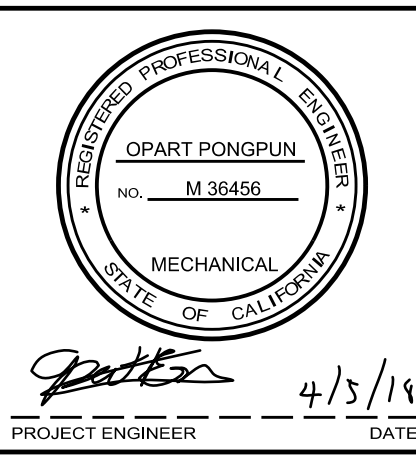 REGISTERED PROFESSIONAL ENGINEER
OPART PONGPUN
NO. M 36456
MECHANICAL
* STATE OF CALIFORNIA *
4/5/18
PROJECT ENGINEER DATE